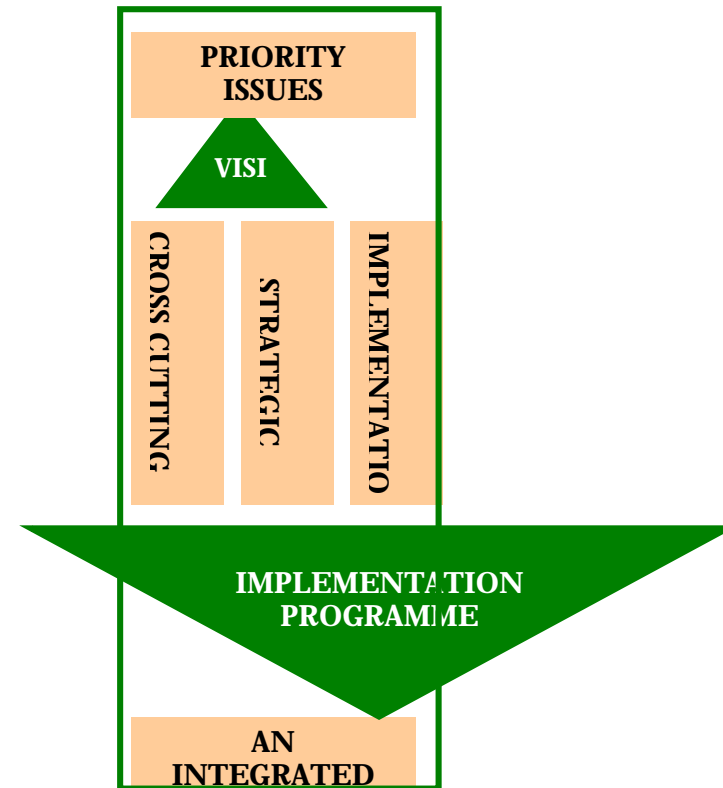 PRIORITY
ISSUES
VISI
CROSS CUTTING
STRATEGIC
IMPLEMENTATIO
IMPLEMENTATION
PROGRAMME
AN
INTEGRATED